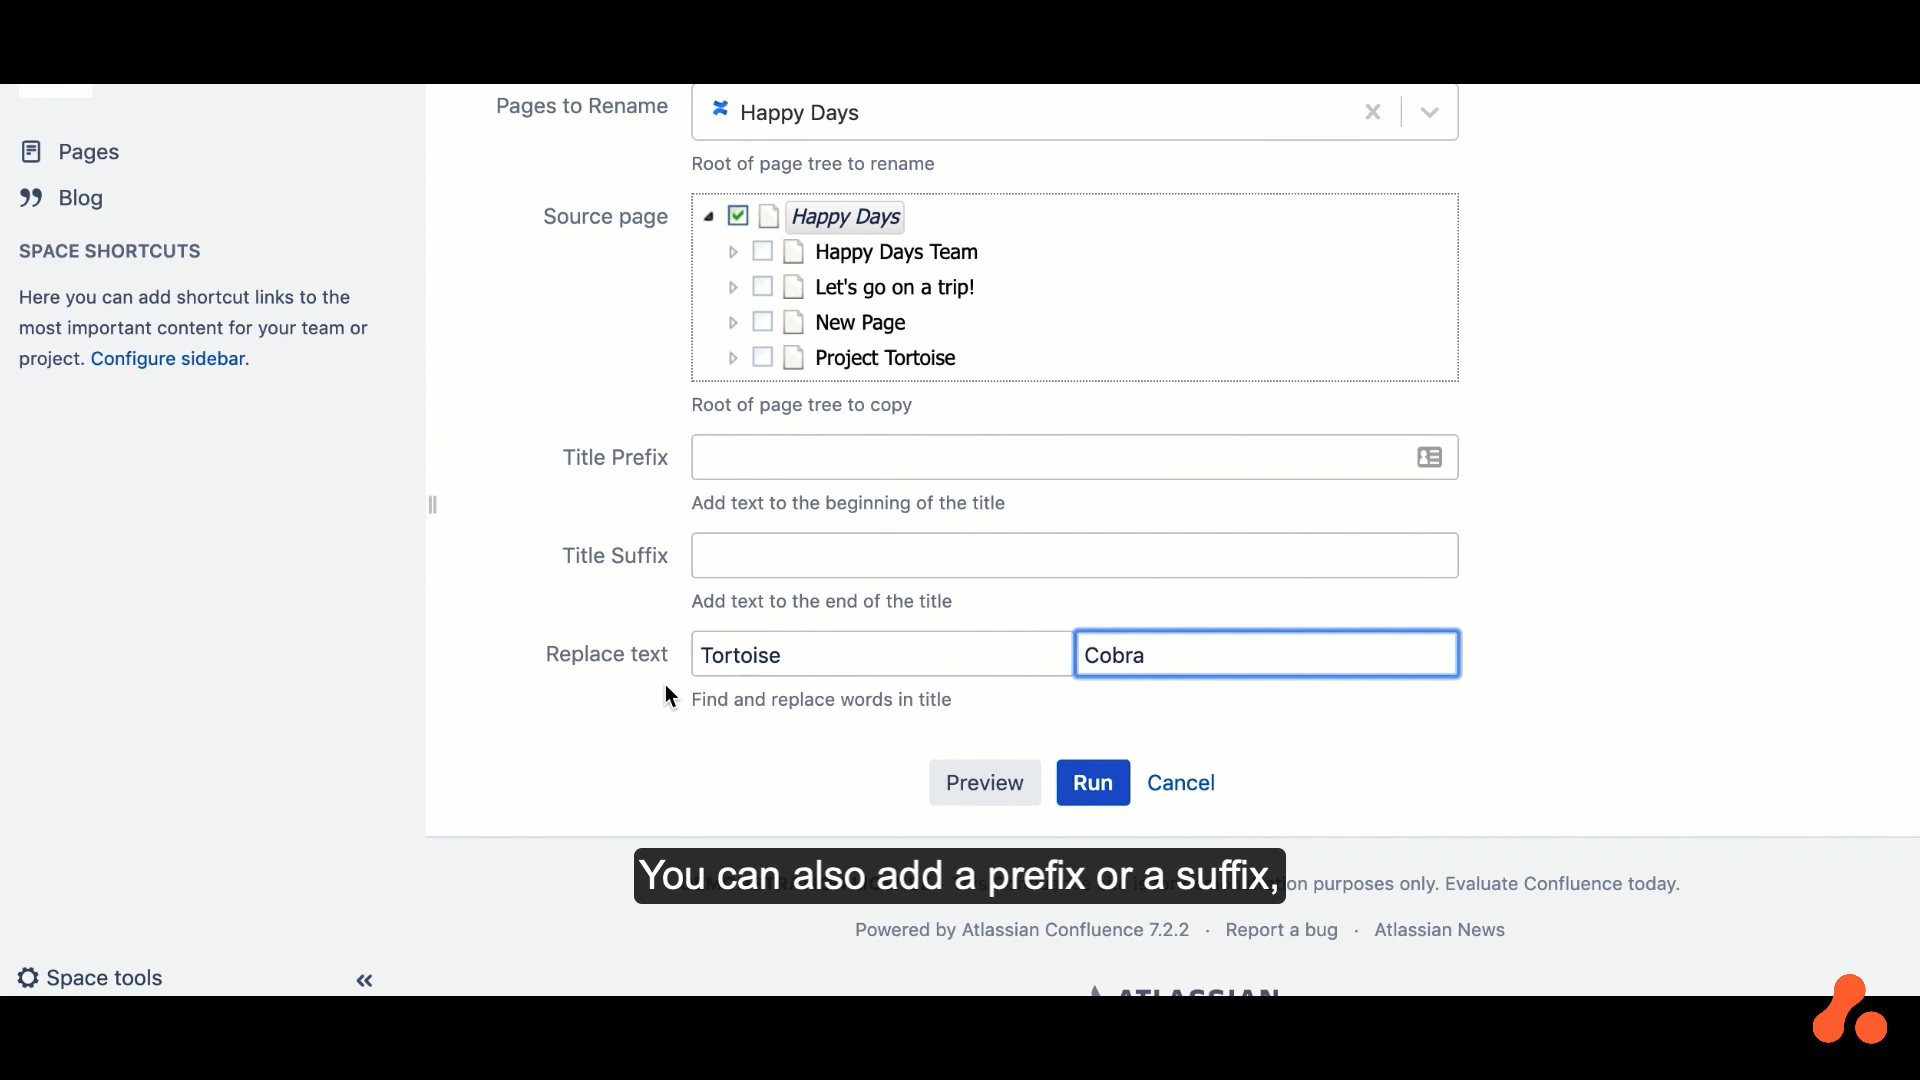 Pages to Rename
Happy Days
Root of page tree to rename
Pages
Blog
SPACE SHORTCUTS
Here you can add shortcut links to the
most important content for your team or
project. Configure sidebar.
Source page
Happy Days
Happy Days Team
Let's go on a trip!
New Page
Project Tortoise
Root of page tree to copy
Title Prefix
Add text to the beginning of the title
Title Suffix
Add text to the end of the title
Replace text
Tortoise
Cobra
Find and replace words in title
Preview
Run
Cancel
You can also add a prefix or a suffix,
purposes only. Evaluate Confluence today.
Powered by Atlassian Confluence 7.2.2 · Report a bug · Atlassian News
Space tools
ATLASSIAN